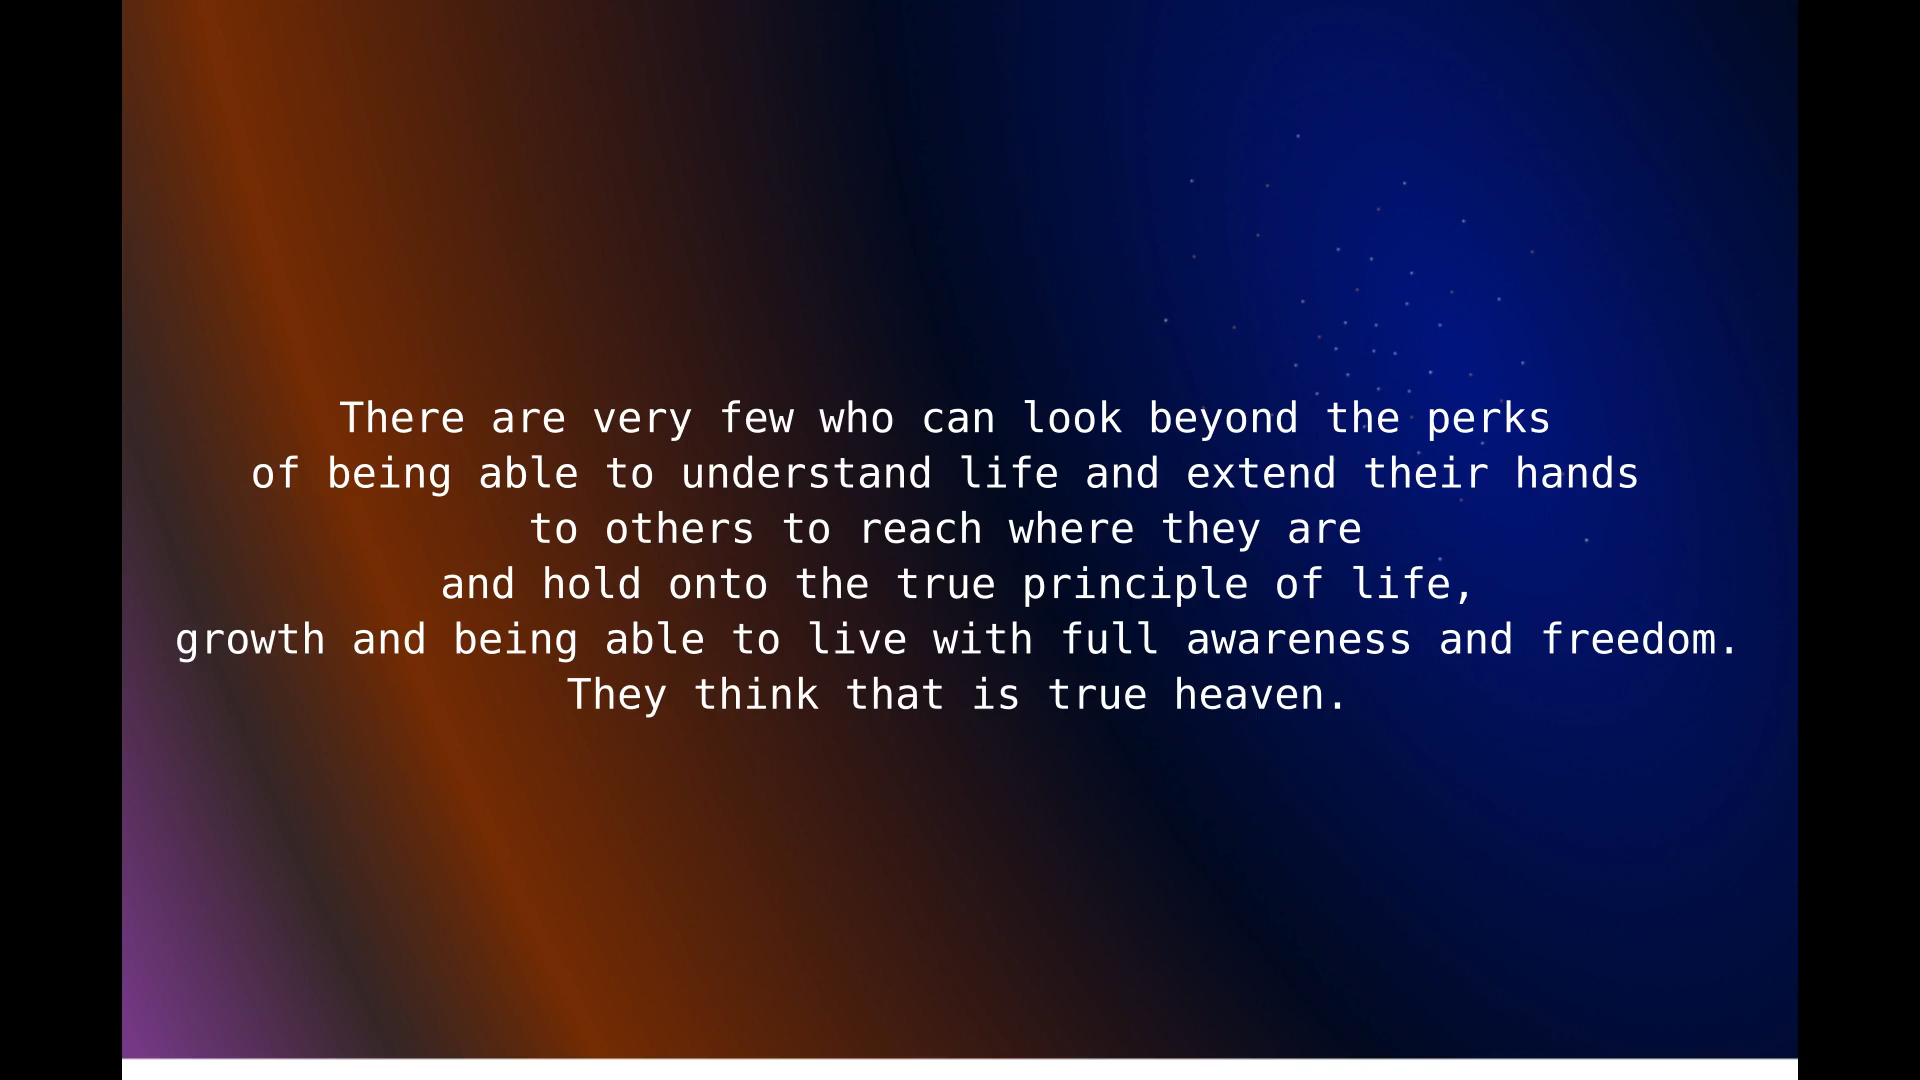 There are very few who can look beyond the perks
of being able to understand life and extend their hands
to others to reach where they are
and hold onto the true principle of life,
growth and being able to live with full awareness and freedom.
They think that is true heaven.